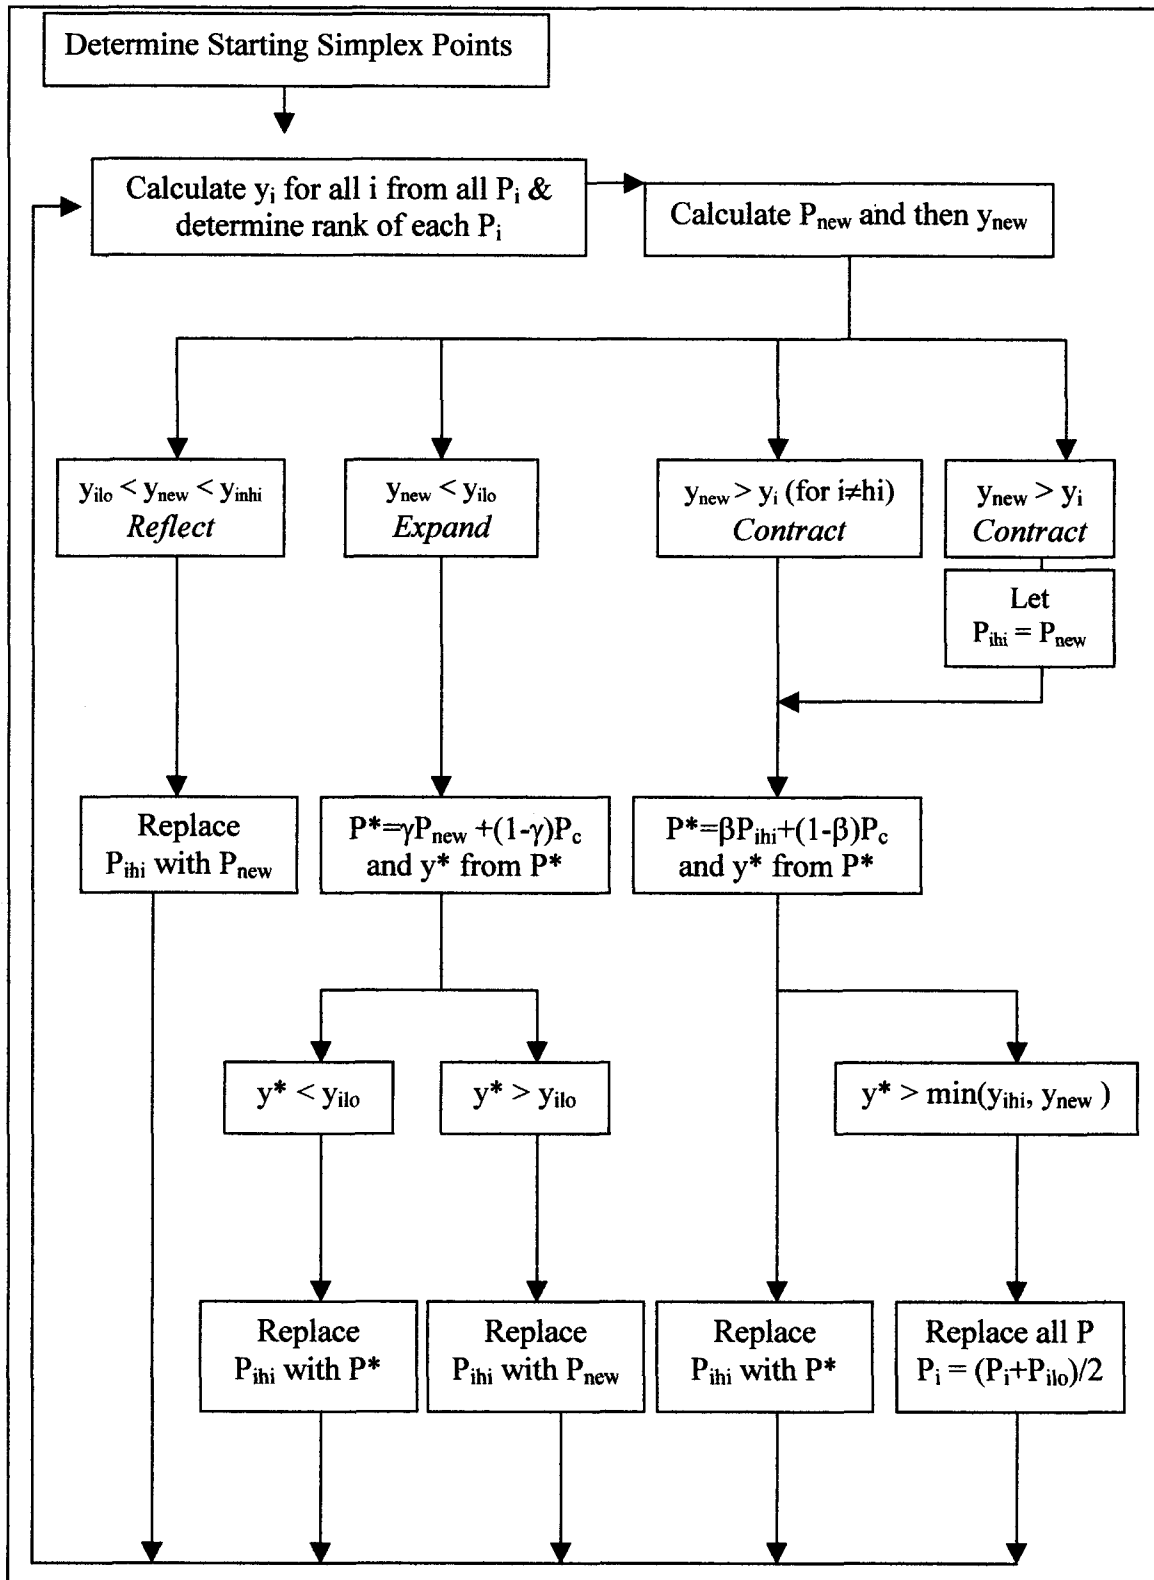 Determine Starting Simplex Points
Calculate yi for all i from all Pi &
determine rank of each Pi
Calculate Pnew and then ynew
yilo < ynew < yinhi
Reflect
ynew < yilo
Expand
ynew > yi (for i≠hi)
Contract
ynew > yi
Contract
Let
Pihi = Pnew
Replace
Pihi with Pnew
P*=γPnew +(1-γ)Pc
and y* from P*
P*=βPihi+(1-β)Pc
and y* from P*
y* < yilo
y* > yilo
y* > min(yihi, ynew )
Replace
Pihi with P*
Replace
Pihi with Pnew
Replace
Pihi with P*
Replace all P
Pi = (Pi+Pilo)/2